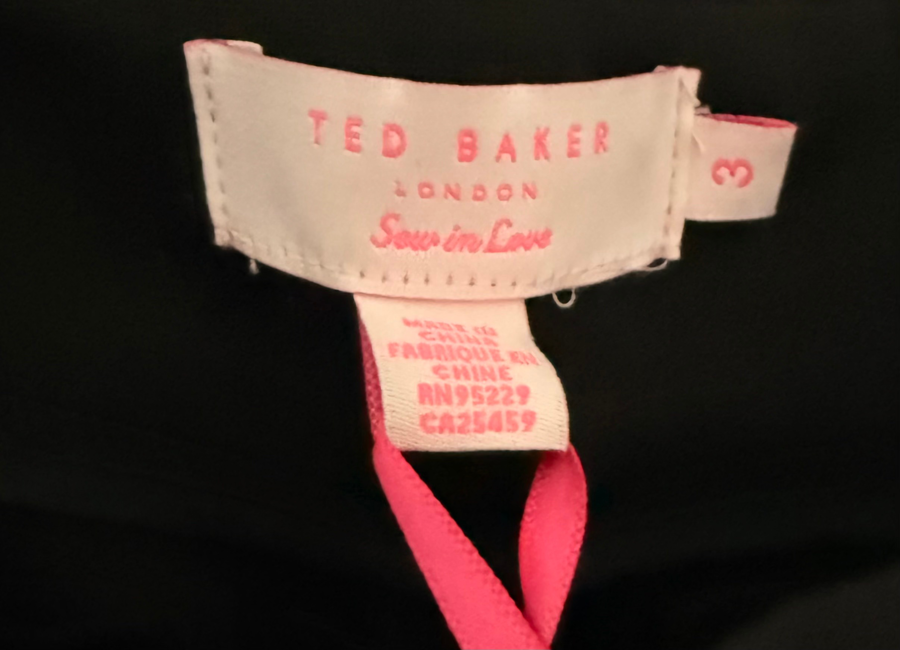 TED BAKER
LONDON
Sew in Love
3
MADE IN
CHINA
FABRIQUE EN
CHINE
RN95229
CA25459